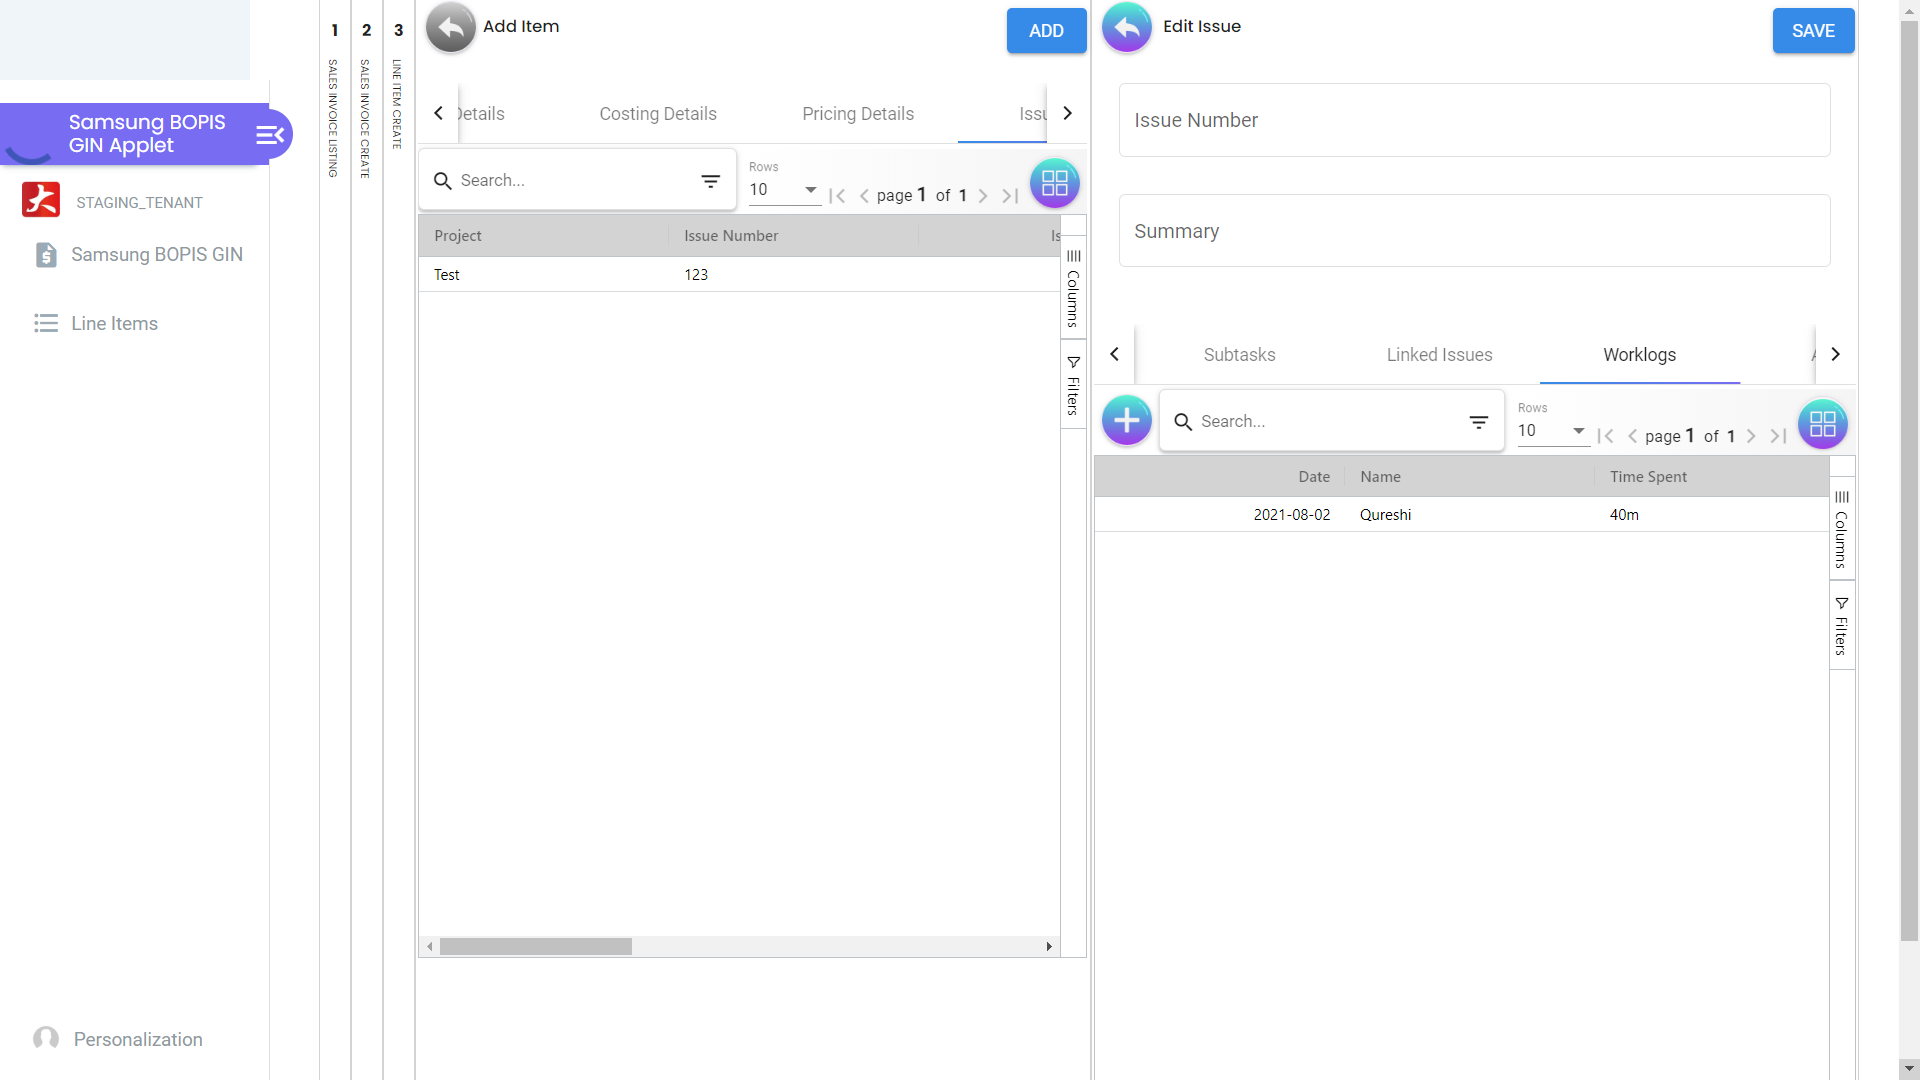 Samsung BOPIS
GIN Applet
STAGING_TENANT
Samsung BOPIS GIN
Line Items
Personalization
1
SALES INVOICE LISTING
2
SALES INVOICE CREATE
3
LINE ITEM CREATE
Add Item
ADD
Details
Costing Details
Pricing Details
Issu
Search...
Rows
10
page 1 of 1
Project
Issue Number
Is
Test
123
Columns
Filters
Edit Issue
SAVE
Issue Number
Summary
Subtasks
Linked Issues
Worklogs
Search...
Rows
10
page 1 of 1
Date
Name
Time Spent
2021-08-02
Qureshi
40m
Columns
Filters